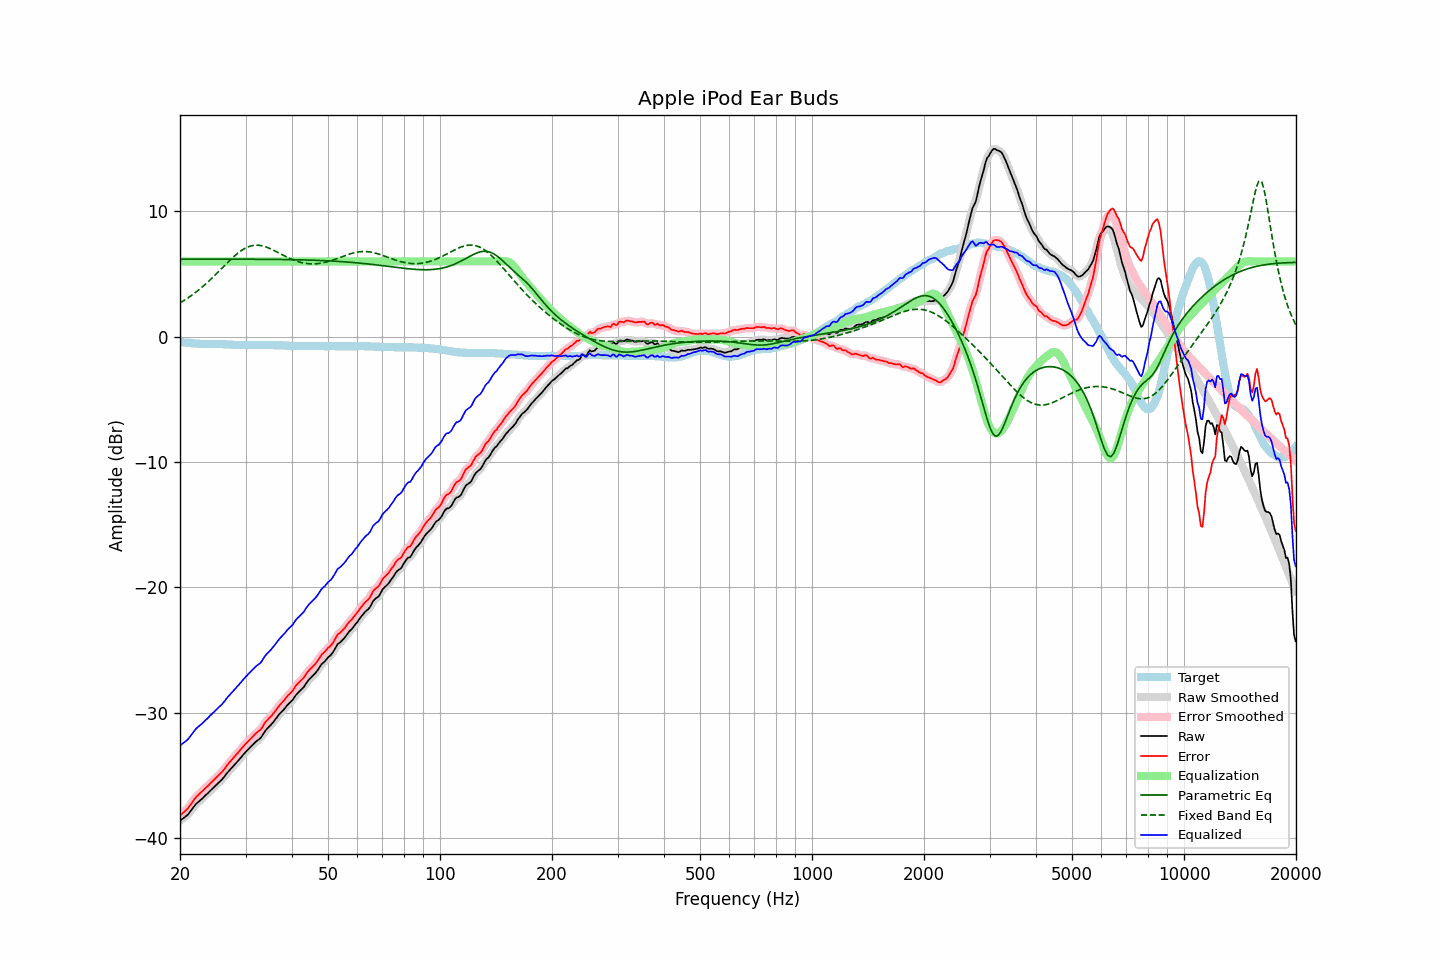 Apple iPod Ear Buds
Amplitude (dBr)
10
0
−10
−20
−30
−40
20
50
100
200
500
1000
2000
5000
10000
20000
Frequency (Hz)
Target
Raw Smoothed
Error Smoothed
Raw
Error
Equalization
Parametric Eq
Fixed Band Eq
Equalized